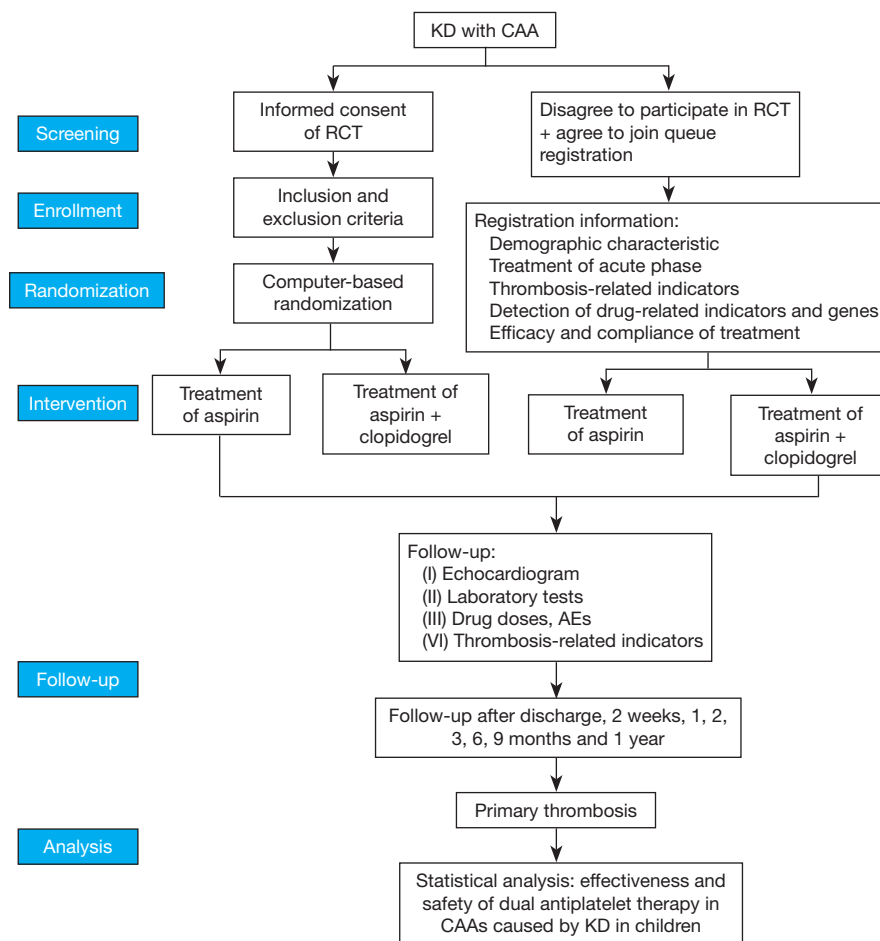 KD with CAA
Screening
Informed consent
of RCT
Disagree to participate in RCT
+ agree to join queue
registration
Enrollment
Inclusion and
exclusion criteria
Registration information:
Demographic characteristic
Treatment of acute phase
Thrombosis-related indicators
Detection of drug-related indicators and genes
Efficacy and compliance of treatment
Randomization
Computer-based
randomization
Intervention
Treatment
of aspirin
Treatment of
aspirin +
clopidogrel
Treatment
of aspirin
Treatment of
aspirin +
clopidogrel
Follow-up:
(I) Echocardiogram
(II) Laboratory tests
(III) Drug doses, AEs
(VI) Thrombosis-related indicators
Follow-up
Follow-up after discharge, 2 weeks, 1, 2,
3, 6, 9 months and 1 year
Primary thrombosis
Analysis
Statistical analysis: effectiveness and
safety of dual antiplatelet therapy in
CAAs caused by KD in children